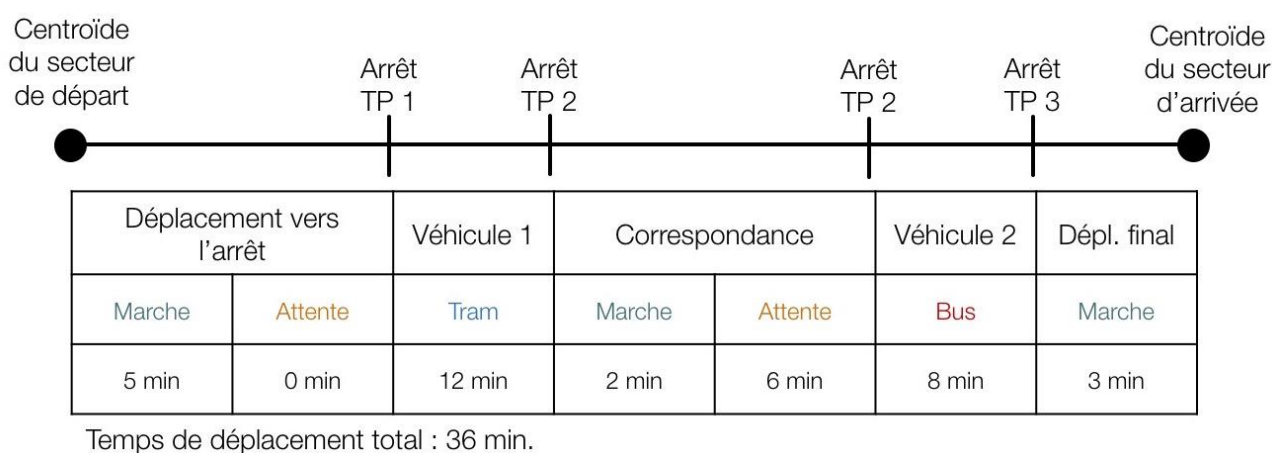 Centroïde
du secteur
de départ
Arrêt
TP 1
Arrêt
TP 2
Arrêt
TP 2
Arrêt
TP 3
Centroïde
du secteur
d'arrivée
Déplacement vers
l'arrêt
Véhicule 1
Correspondance
Véhicule 2
Dépl. final
Marche
Attente
Tram
Marche
Attente
Bus
Marche
5 min
0 min
12 min
2 min
6 min
8 min
3 min
Temps de déplacement total : 36 min.